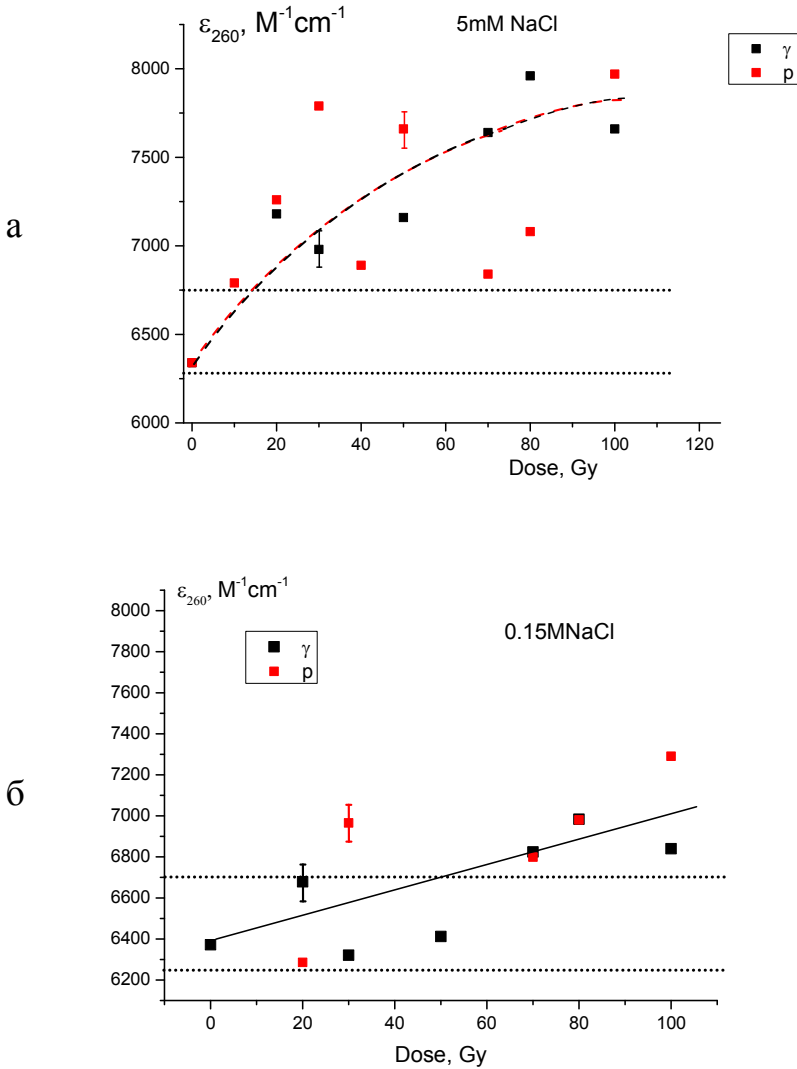 ε260, M-1cm-1
5mM NaCl
γ
p
8000
7500
7000
6500
6000
0 20 40 60 80 100 120
Dose, Gy
а
ε260, M-1cm-1
0.15MNaCl
γ
p
8000
7800
7600
7400
7200
7000
6800
6600
6400
6200
0 20 40 60 80 100
Dose, Gy
б